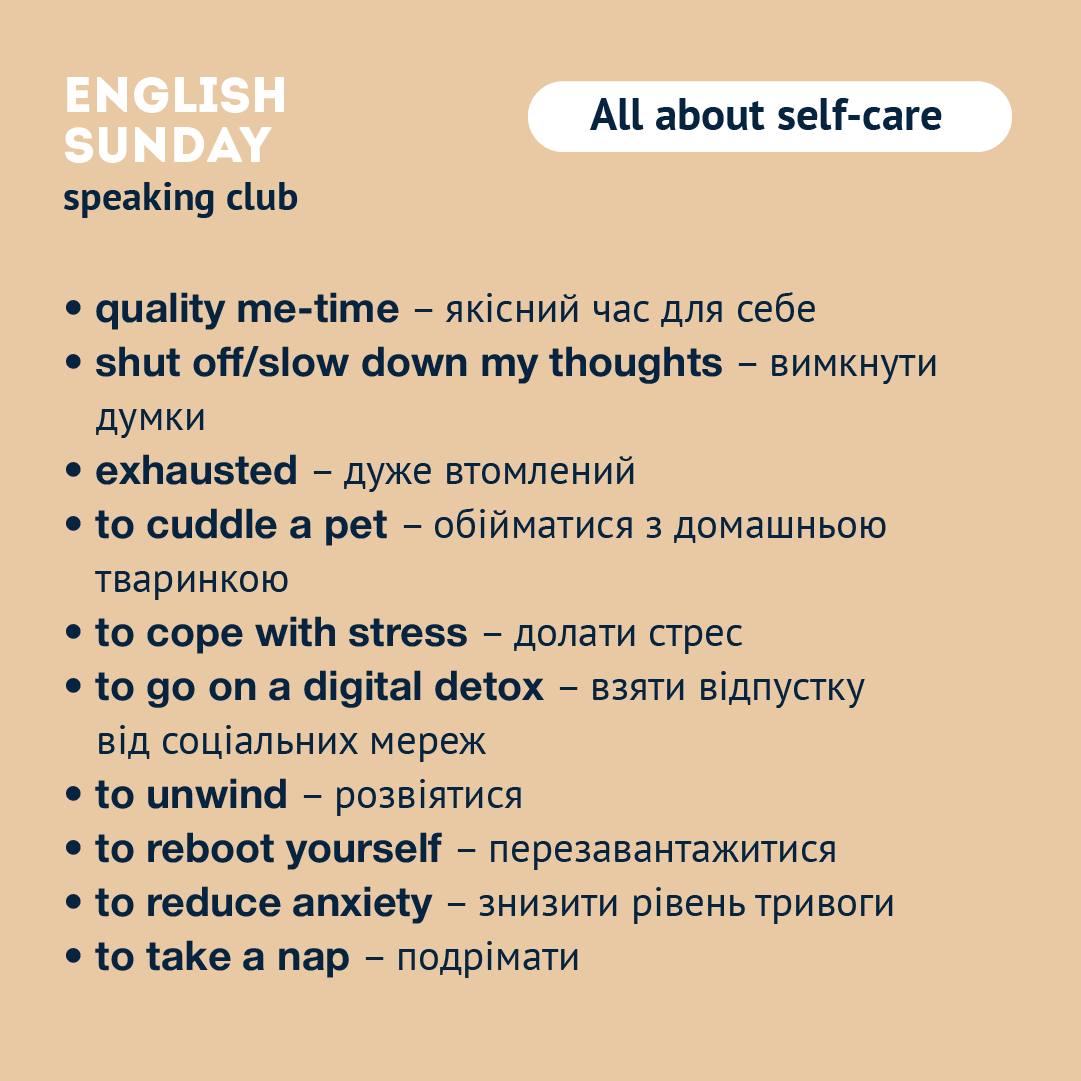 ENGLISH
SUNDAY
speaking club
All about self-care
• quality me-time – якісний час для себе
• shut off/slow down my thoughts – вимкнути
думки
• exhausted – дуже втомлений
• to cuddle a pet – обійматися з домашньою
тваринкою
• to cope with stress – долати стрес
• to go on a digital detox – взяти відпустку
від соціальних мереж
• to unwind – розвіятися
• to reboot yourself – перезавантажитися
• to reduce anxiety – знизити рівень тривоги
• to take a nap – подрімати